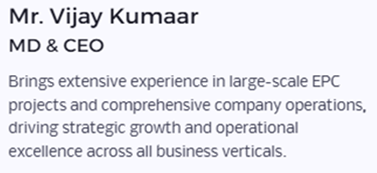 Mr. Vijay Kumaar
MD & CEO
Brings extensive experience in large-scale EPC
projects and comprehensive company operations,
driving strategic growth and operational
excellence across all business verticals.